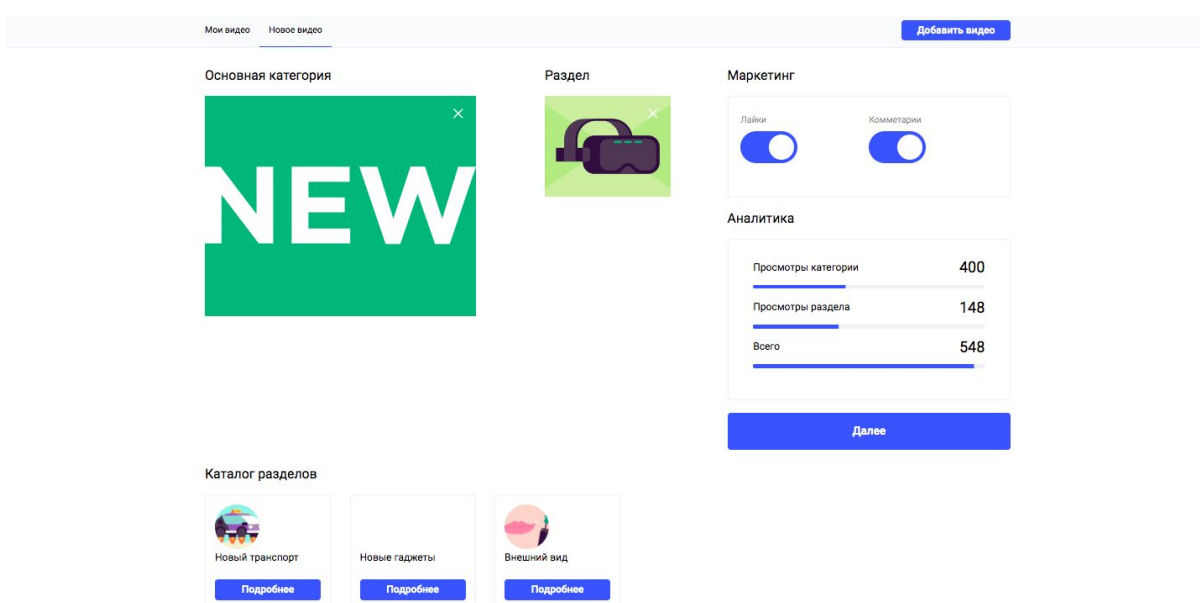 Мои видео Новое видео Добавить видео
Основная категория Раздел Маркетинг
NEW
Лайки Комметарии
Аналитика
Просмотры категории 400
Просмотры раздела 148
Всего 548
Далее
Каталог разделов
Новый транспорт Новые гаджеты Внешний вид
Подробнее Подробнее Подробнее